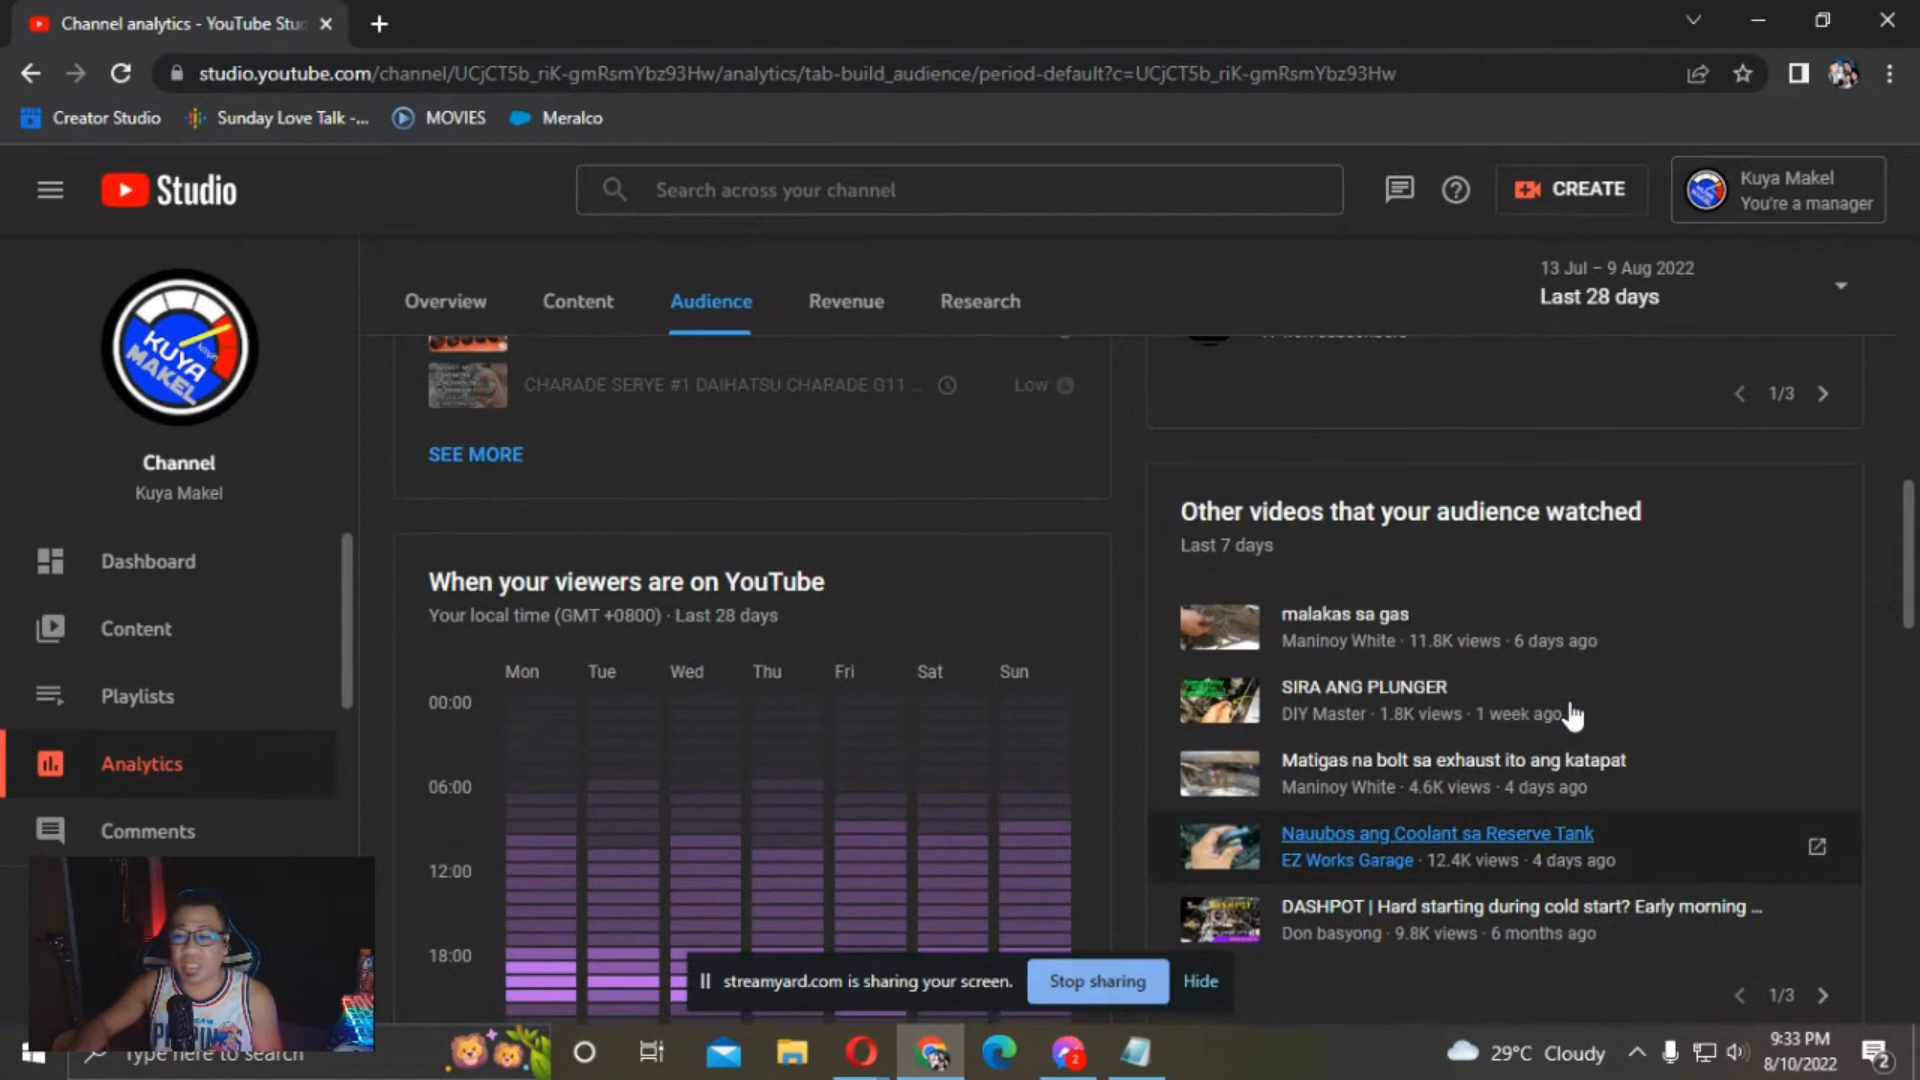 Channel analytics - YouTube Stuc
studio.youtube.com/channel/UCjCT5b_riK-gmRsmYbz93Hw/analytics/tab-build_audience/period-default?c=UCjCT5b_riK-gmRsmYbz93Hw
Creator Studio
Sunday Love Talk -...
MOVIES
Meralco
Studio
Search across your channel
CREATE
Kuya Makel
You're a manager
KUYA
MAKEL
kmph
Channel
Kuya Makel
Dashboard
Content
Playlists
Analytics
Comments
Overview
Content
Audience
Revenue
Research
13 Jul – 9 Aug 2022
Last 28 days
CHARADE SERYE #1 DAIHATSU CHARADE G11 ...
Low
SEE MORE
1/3
When your viewers are on YouTube
Your local time (GMT +0800) · Last 28 days
Mon Tue Wed Thu Fri Sat Sun
00:00
06:00
12:00
18:00
Other videos that your audience watched
Last 7 days
malakas sa gas
Maninoy White · 11.8K views · 6 days ago
SIRA ANG PLUNGER
DIY Master · 1.8K views · 1 week ago
Matigas na bolt sa exhaust ito ang katapat
Maninoy White · 4.6K views · 4 days ago
Nauubos ang Coolant sa Reserve Tank
EZ Works Garage · 12.4K views · 4 days ago
DASHPOT | Hard starting during cold start? Early morning ...
Don basyong · 9.8K views · 6 months ago
1/3
streamyard.com is sharing your screen.
Stop sharing
Hide
Type here to search
2
29°C Cloudy
9:33 PM
8/10/2022
2